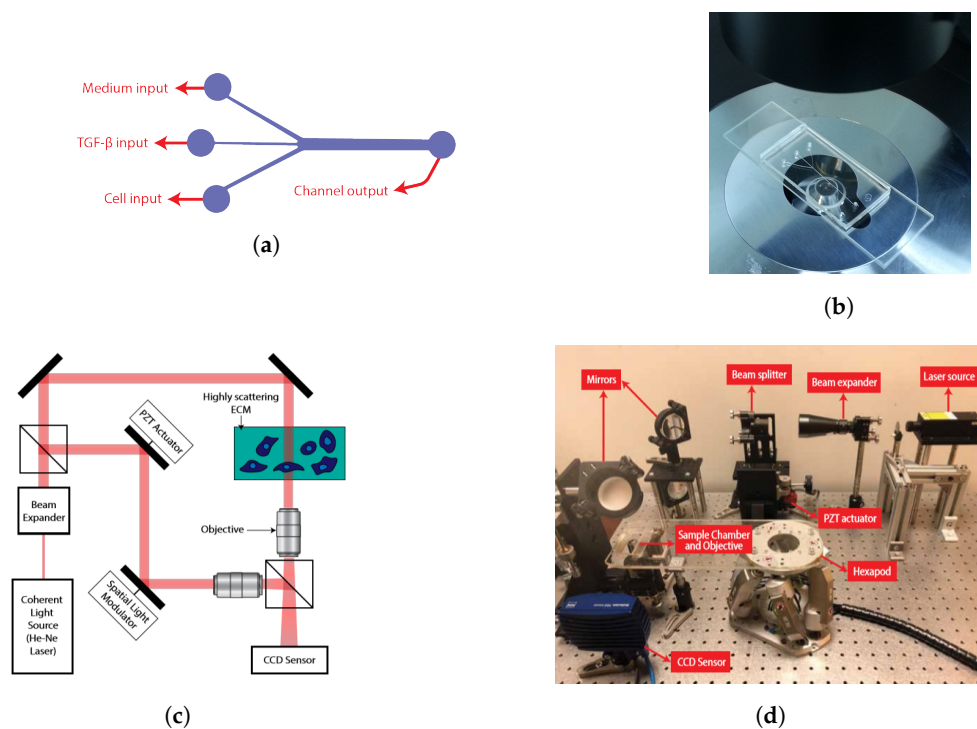 Medium input
TGF-β input
Cell input
Channel output
(a)
(b)
PZT Actuator
Highly scattering
ECM
Beam
Expander
Objective
Spatial Light
Modulator
Coherent
Light
Source
(He-Ne
Laser)
CCD Sensor
(c)
Mirrors
Beam splitter
Beam expander
Laser source
PZT actuator
Sample Chamber
and Objective
Hexapod
CCD Sensor
(d)